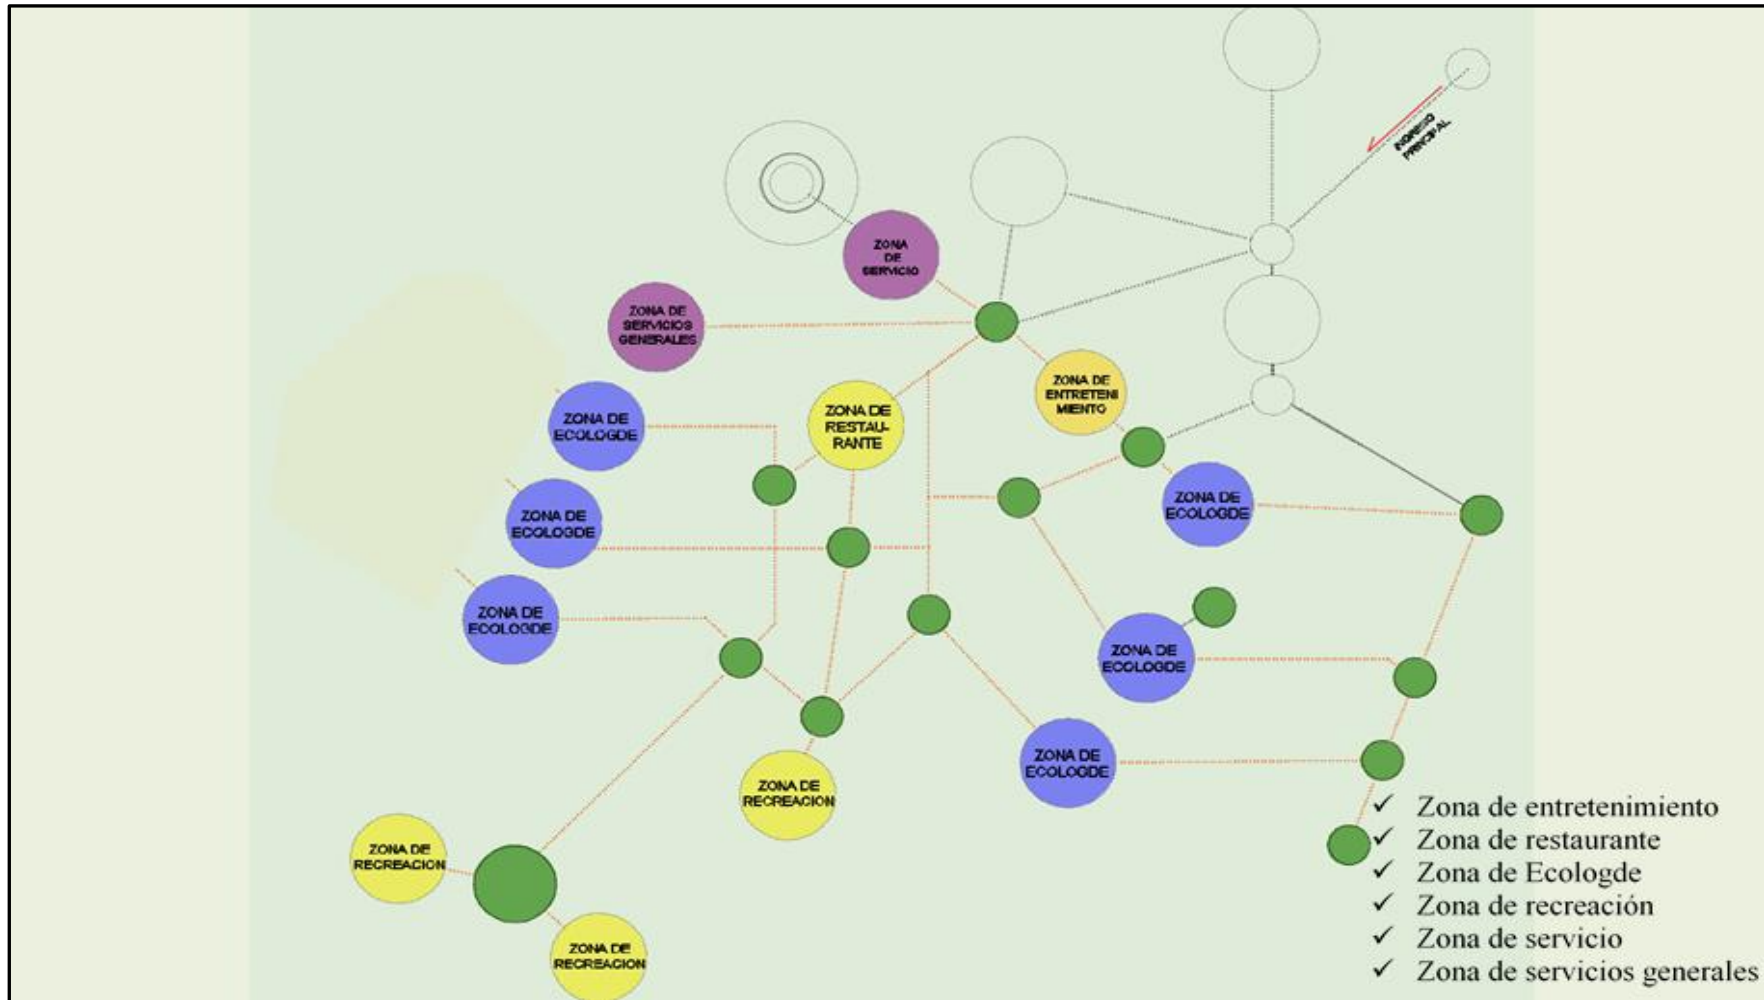 INGRESO
PRINCIPAL
ZONA
DE
SERVICIO
ZONA DE
SERVICIOS
GENERALES
ZONA DE
ENTRETENI
MIENTO
ZONA DE
RESTAU-
RANTE
ZONA DE
ECOLOGDE
ZONA DE
ECOLOGDE
ZONA DE
ECOLOGDE
ZONA DE
ECOLOGDE
ZONA DE
ECOLOGDE
ZONA DE
ECOLOGDE
ZONA DE
RECREACION
ZONA DE
RECREACION
ZONA DE
RECREACION
✓ Zona de entretenimiento
✓ Zona de restaurante
✓ Zona de Ecologde
✓ Zona de recreación
✓ Zona de servicio
✓ Zona de servicios generales